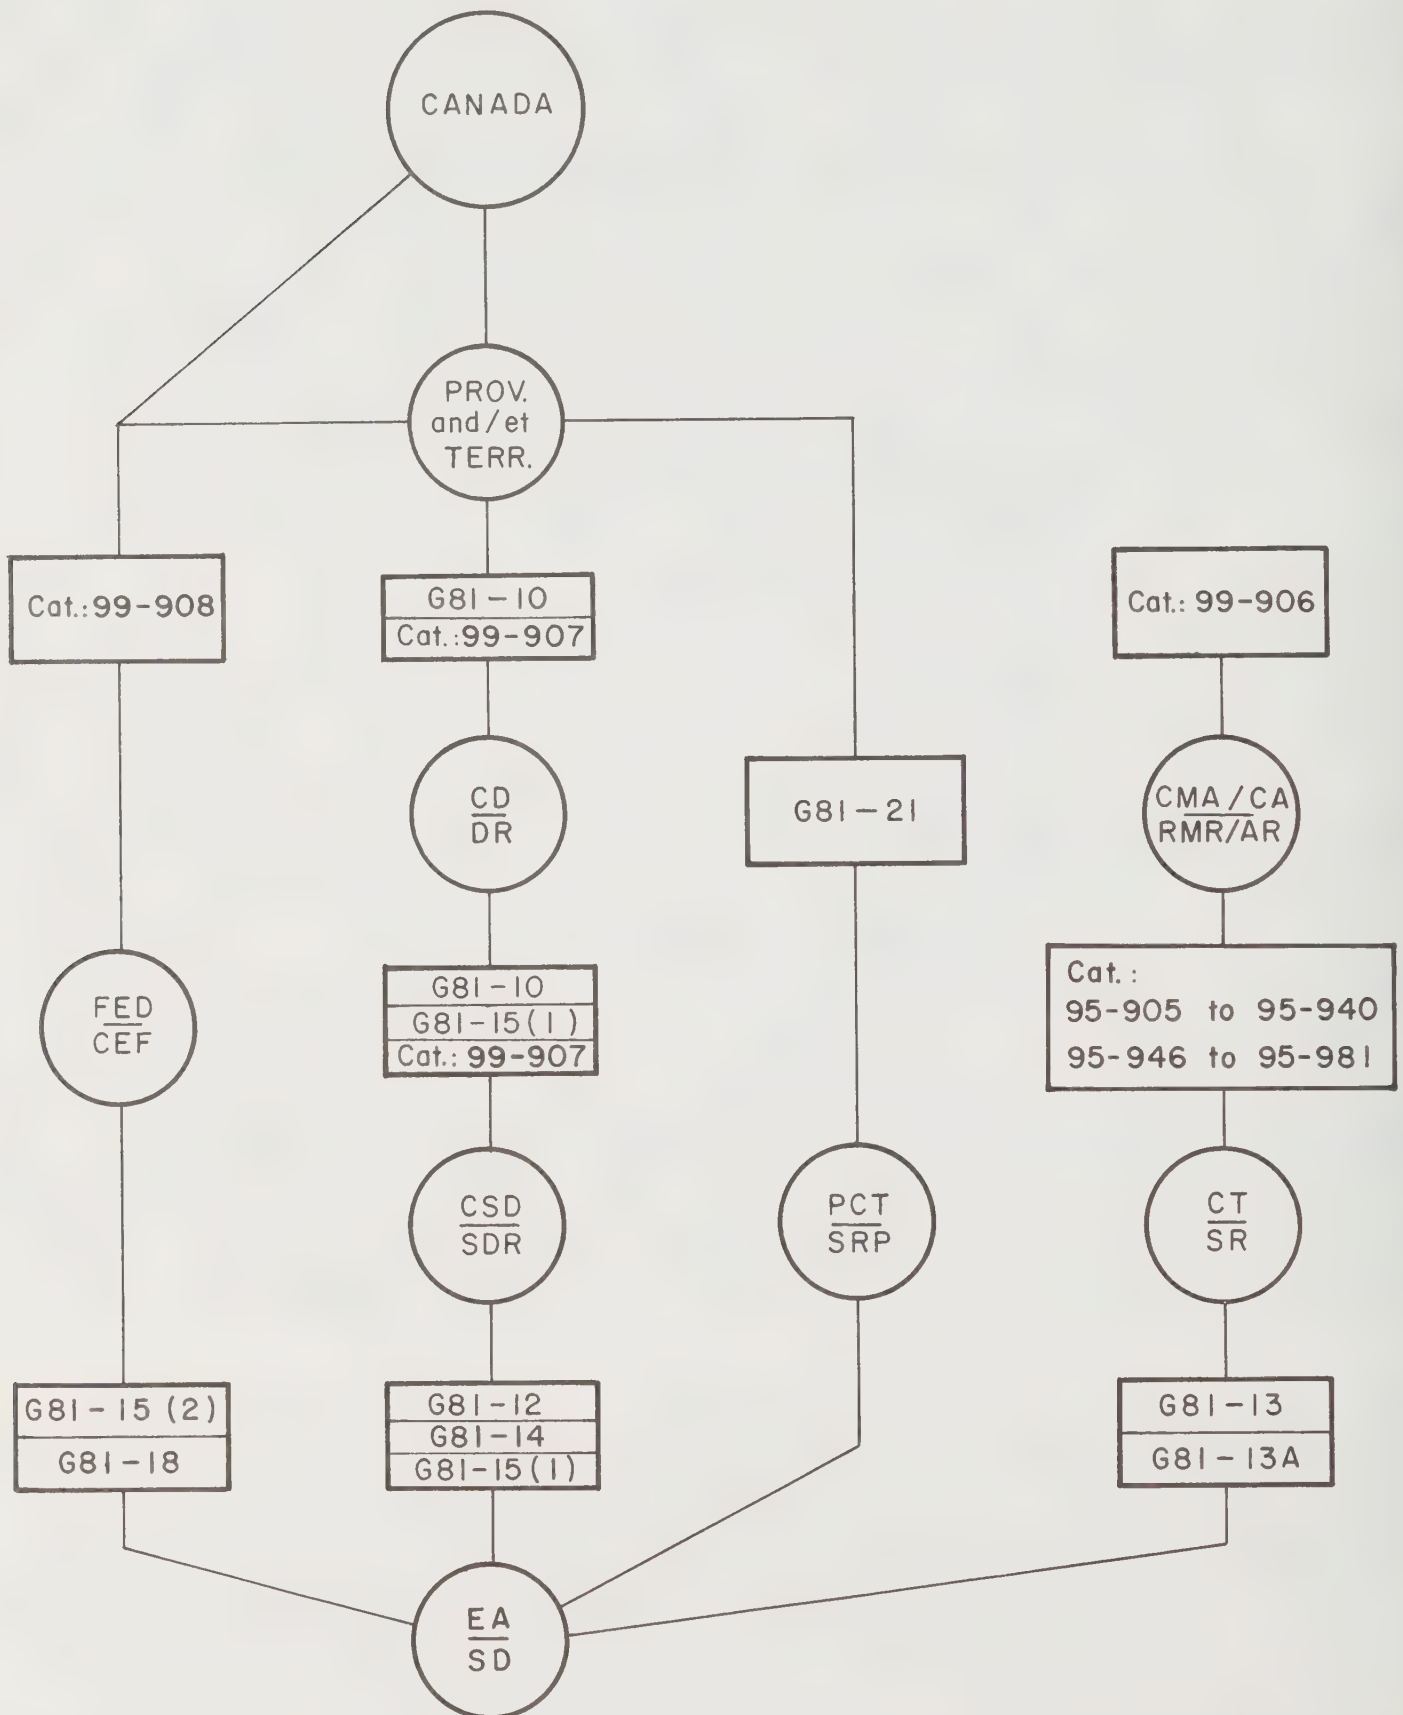 CANADA
PROV.
and/et
TERR.
Cat.: 99-908
G81-10
Cat.: 99-907
Cat.: 99-906
CD
DR
G81-21
CMA/CA
RMR/AR
FED
CEF
G81-10
G81-15(1)
Cat.: 99-907
Cat.:
95-905 to 95-940
95-946 to 95-981
CSD
SDR
PCT
SRP
CT
SR
G81-15(2)
G81-18
G81-12
G81-14
G81-15(1)
G81-13
G81-13A
EA
SD